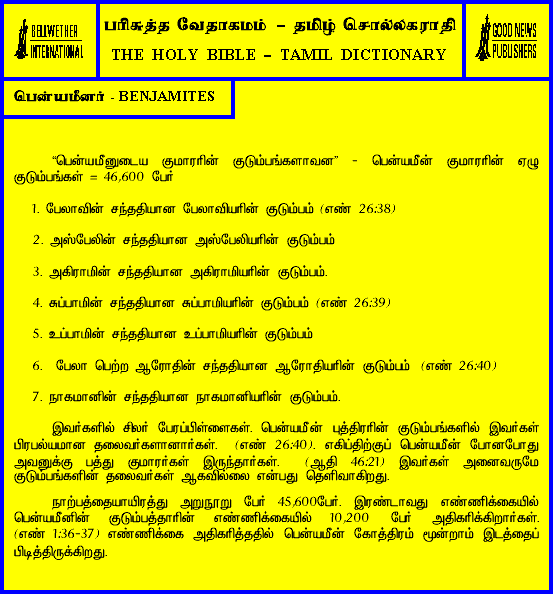 BELLWETHER
INTERNATIONAL
பரிசுத்த வேதாகமம் – தமிழ் சொல்லகராதி
THE HOLY BIBLE – TAMIL DICTIONARY
GOOD NEWS
PUBLISHERS
பென்யமீனர் - BENJAMITES
“பென்யமீனுடைய குமாரரின் குடும்பங்களாவன” - பென்யமீன் குமாரரின் ஏழு
குடும்பங்கள் = 46,600 பேர்
1. பேலாவின் சந்ததியான பேலாவியரின் குடும்பம் (எண் 26:38)
2. அஸ்பேலின் சந்ததியான அஸ்பேலியரின் குடும்பம்
3. அகிராமின் சந்ததியான அகிராமியரின் குடும்பம்.
4. சுப்பாமின் சந்ததியான சுப்பாமியரின் குடும்பம் (எண் 26:39)
5. உப்பாமின் சந்ததியான உப்பாமியரின் குடும்பம்
6. பேலா பெற்ற ஆரோதின் சந்ததியான ஆரோதியரின் குடும்பம் (எண் 26:40)
7. நாகமானின் சந்ததியான நாகமானியரின் குடும்பம்.
இவர்களில் சிலர் பேரப்பிள்ளைகள். பென்யமீன் புத்திரரின் குடும்பங்களில் இவர்கள்
பிரபல்யமான தலைவர்களானார்கள். (எண் 26:40). எகிப்திற்குப் பென்யமீன் போனபோது
அவனுக்கு பத்து குமாரர்கள் இருந்தார்கள். (ஆதி 46:21) இவர்கள் அனைவருமே
குடும்பங்களின் தலைவர்கள் ஆகவில்லை என்பது தெளிவாகிறது.
நாற்பத்தையாயிரத்து அறுநூறு பேர் 45,600பேர். இரண்டாவது எண்ணிக்கையில்
பென்யமீனின் குடும்பத்தாரின் எண்ணிக்கையில் 10,200 பேர் அதிகரிக்கிறார்கள்.
(எண் 1:36-37) எண்ணிக்கை அதிகரித்ததில் பென்யமீன் கோத்திரம் மூன்றாம் இடத்தைப்
பிடித்திருக்கிறது.